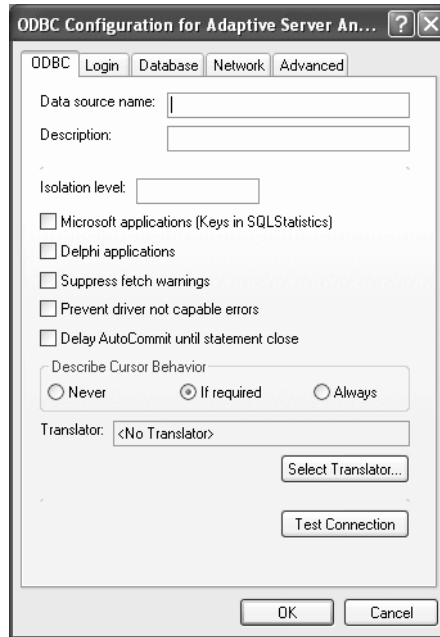 ODBC Configuration for Adaptive Server An...
ODBC Login Database Network Advanced
Data source name:
Description:
Isolation level:
Microsoft applications (Keys in SQLStatistics)
Delphi applications
Suppress fetch warnings
Prevent driver not capable errors
Delay AutoCommit until statement close
Describe Cursor Behavior
Never If required Always
Translator: <No Translator>
Select Translator...
Test Connection
OK Cancel